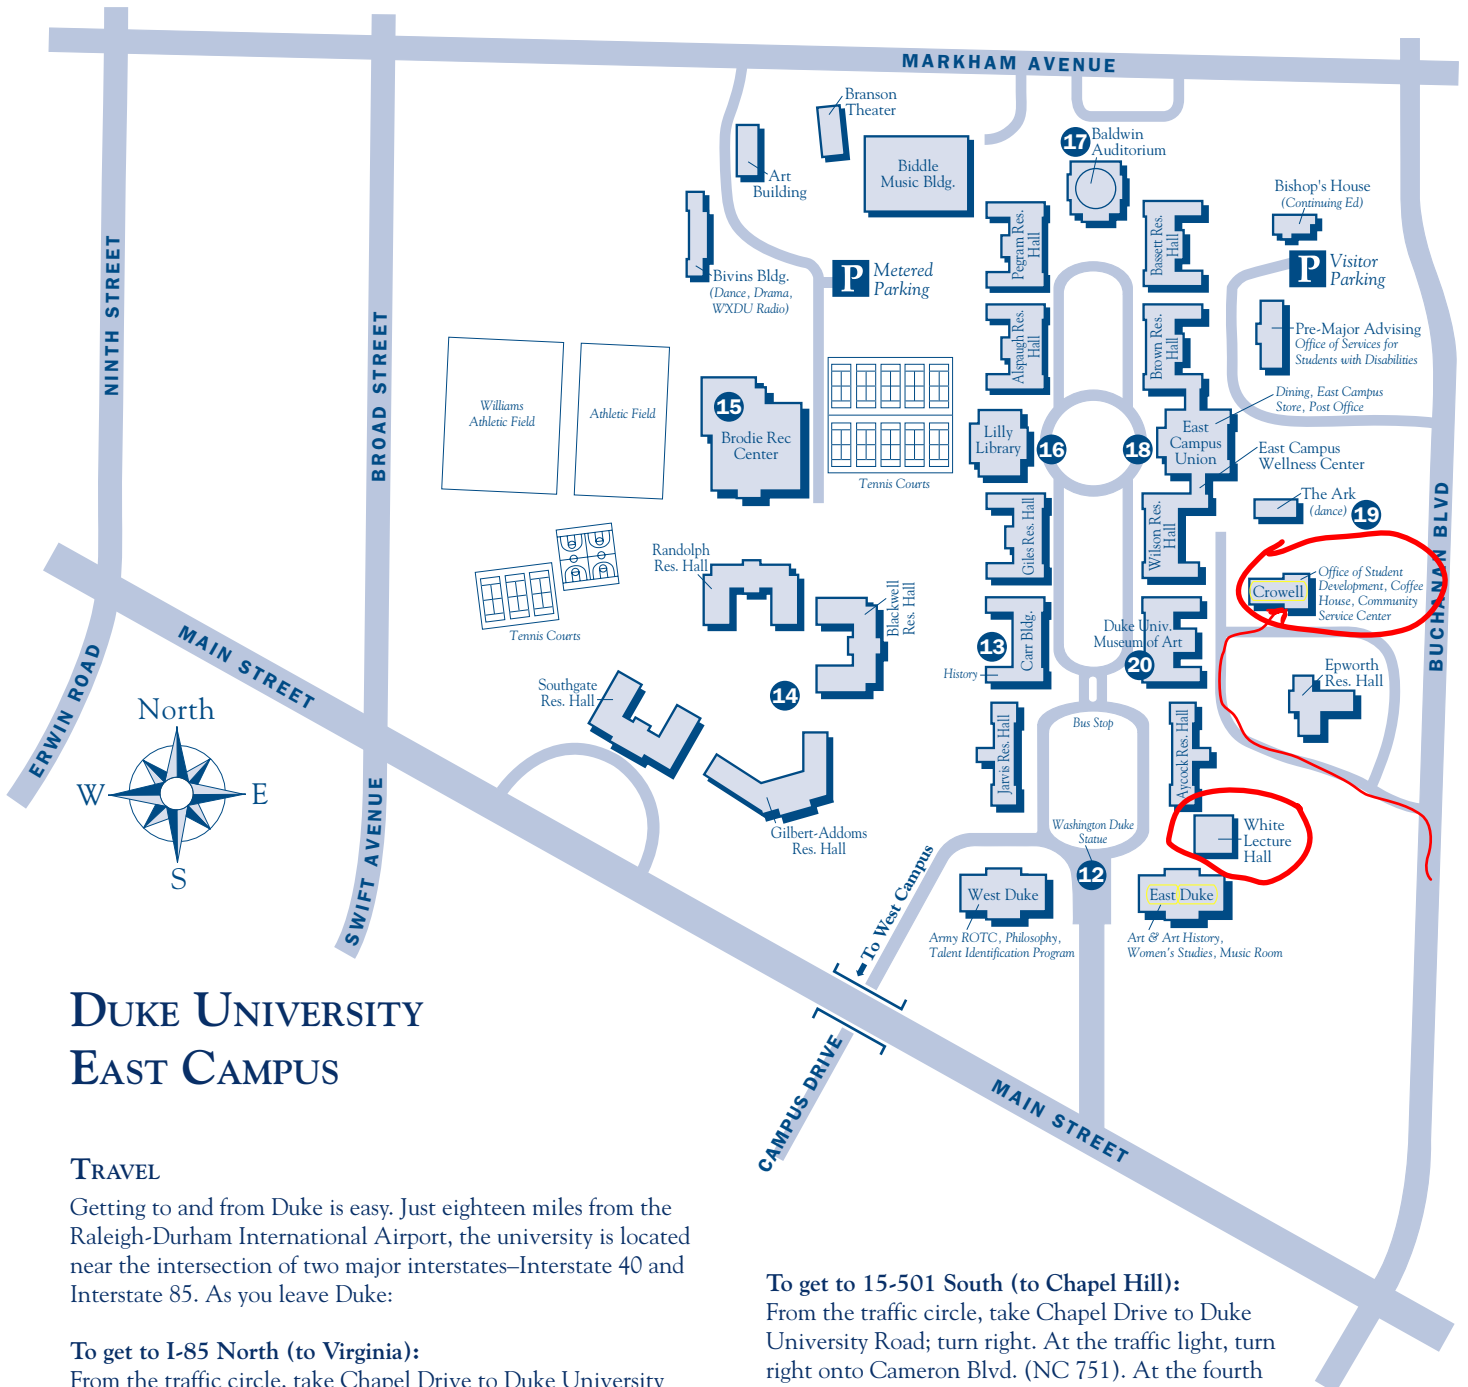 MARKHAM AVENUE
Branson
Theater
17
Baldwin
Auditorium
Biddle
Music Bldg.
Art
Building
Bishop's House
(Continuing Ed)
Pegram Res.
Hall
Bassett Res.
Hall
NINTH STREET
Bivins Bldg.
(Dance, Drama,
WXDU Radio)
P
Metered
Parking
P
Visitor
Parking
BROAD STREET
Alspaugh Res.
Hall
Brown Res.
Hall
Pre-Major Advising
Office of Services for
Students with Disabilities
Williams
Athletic Field
Athletic Field
15
Brodie Rec
Center
Dining, East Campus
Store, Post Office
Lilly
Library
16
18
East
Campus
Union
East Campus
Wellness Center
Tennis Courts
The Ark
(dance)
19
BUCHANAN BLVD
Giles Res. Hall
Wilson Res.
Hall
Randolph
Res. Hall
Blackwell
Res. Hall
Crowell
Office of Student
Development, Coffee
House, Community
Service Center
Tennis Courts
13
Carr Bldg.
History
Duke Univ.
Museum of Art
20
Epworth
Res. Hall
MAIN STREET
ERWIN ROAD
Southgate
Res. Hall
14
Bus Stop
North
W
E
S
Jarvis Res. Hall
Aycock Res. Hall
SWIFT AVENUE
Gilbert-Addoms
Res. Hall
Washington Duke
Statue
12
White
Lecture
Hall
To West Campus
West Duke
East Duke
Army ROTC, Philosophy,
Talent Identification Program
Art & Art History,
Women's Studies, Music Room
CAMPUS DRIVE
MAIN STREET
DUKE UNIVERSITY
EAST CAMPUS
TRAVEL
Getting to and from Duke is easy. Just eighteen miles from the
Raleigh-Durham International Airport, the university is located
near the intersection of two major interstates–Interstate 40 and
Interstate 85. As you leave Duke:
To get to I-85 North (to Virginia):
From the traffic circle, take Chapel Drive to Duke University
To get to 15-501 South (to Chapel Hill):
From the traffic circle, take Chapel Drive to Duke
University Road; turn right. At the traffic light, turn
right onto Cameron Blvd. (NC 751). At the fourth